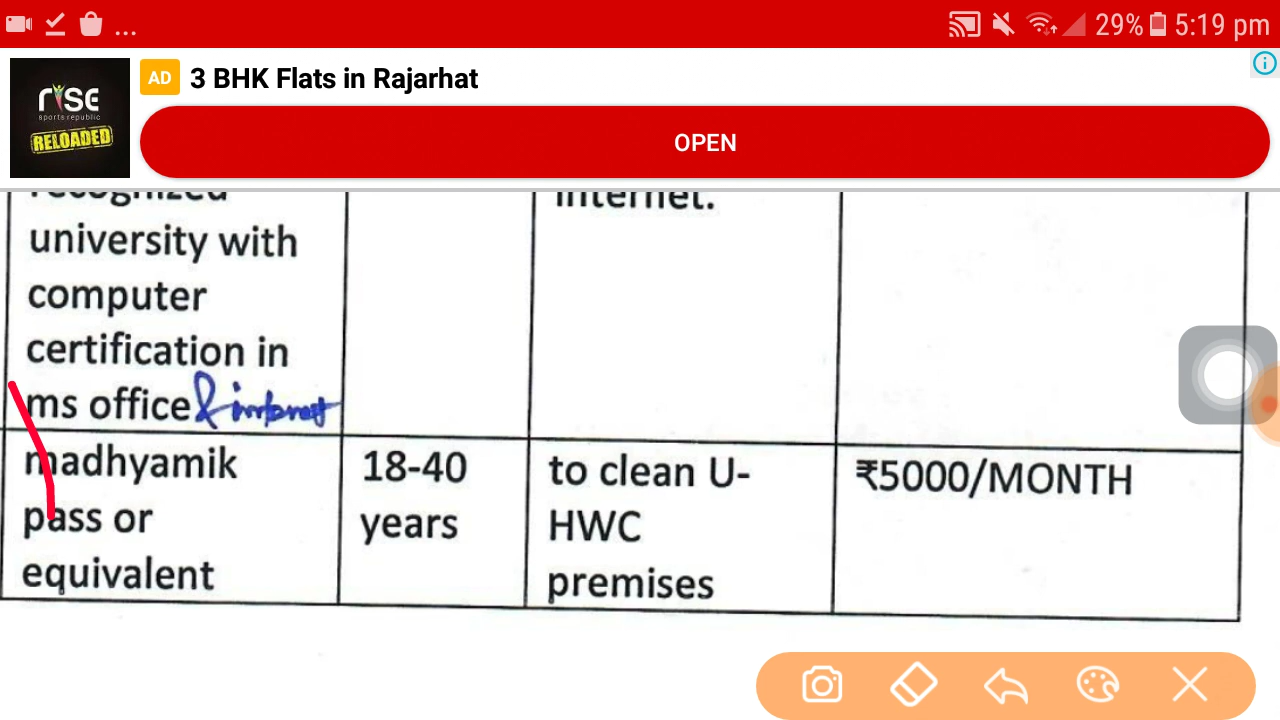 ... 29% 5:19 pm
rise
sports republic
RELOADED
AD 3 BHK Flats in Rajarhat
OPEN
recognized
university with
computer
certification in
ms office &
internet.
madhyamik
pass or
equivalent
18-40
years
to clean U-
HWC
premises
₹5000/MONTH